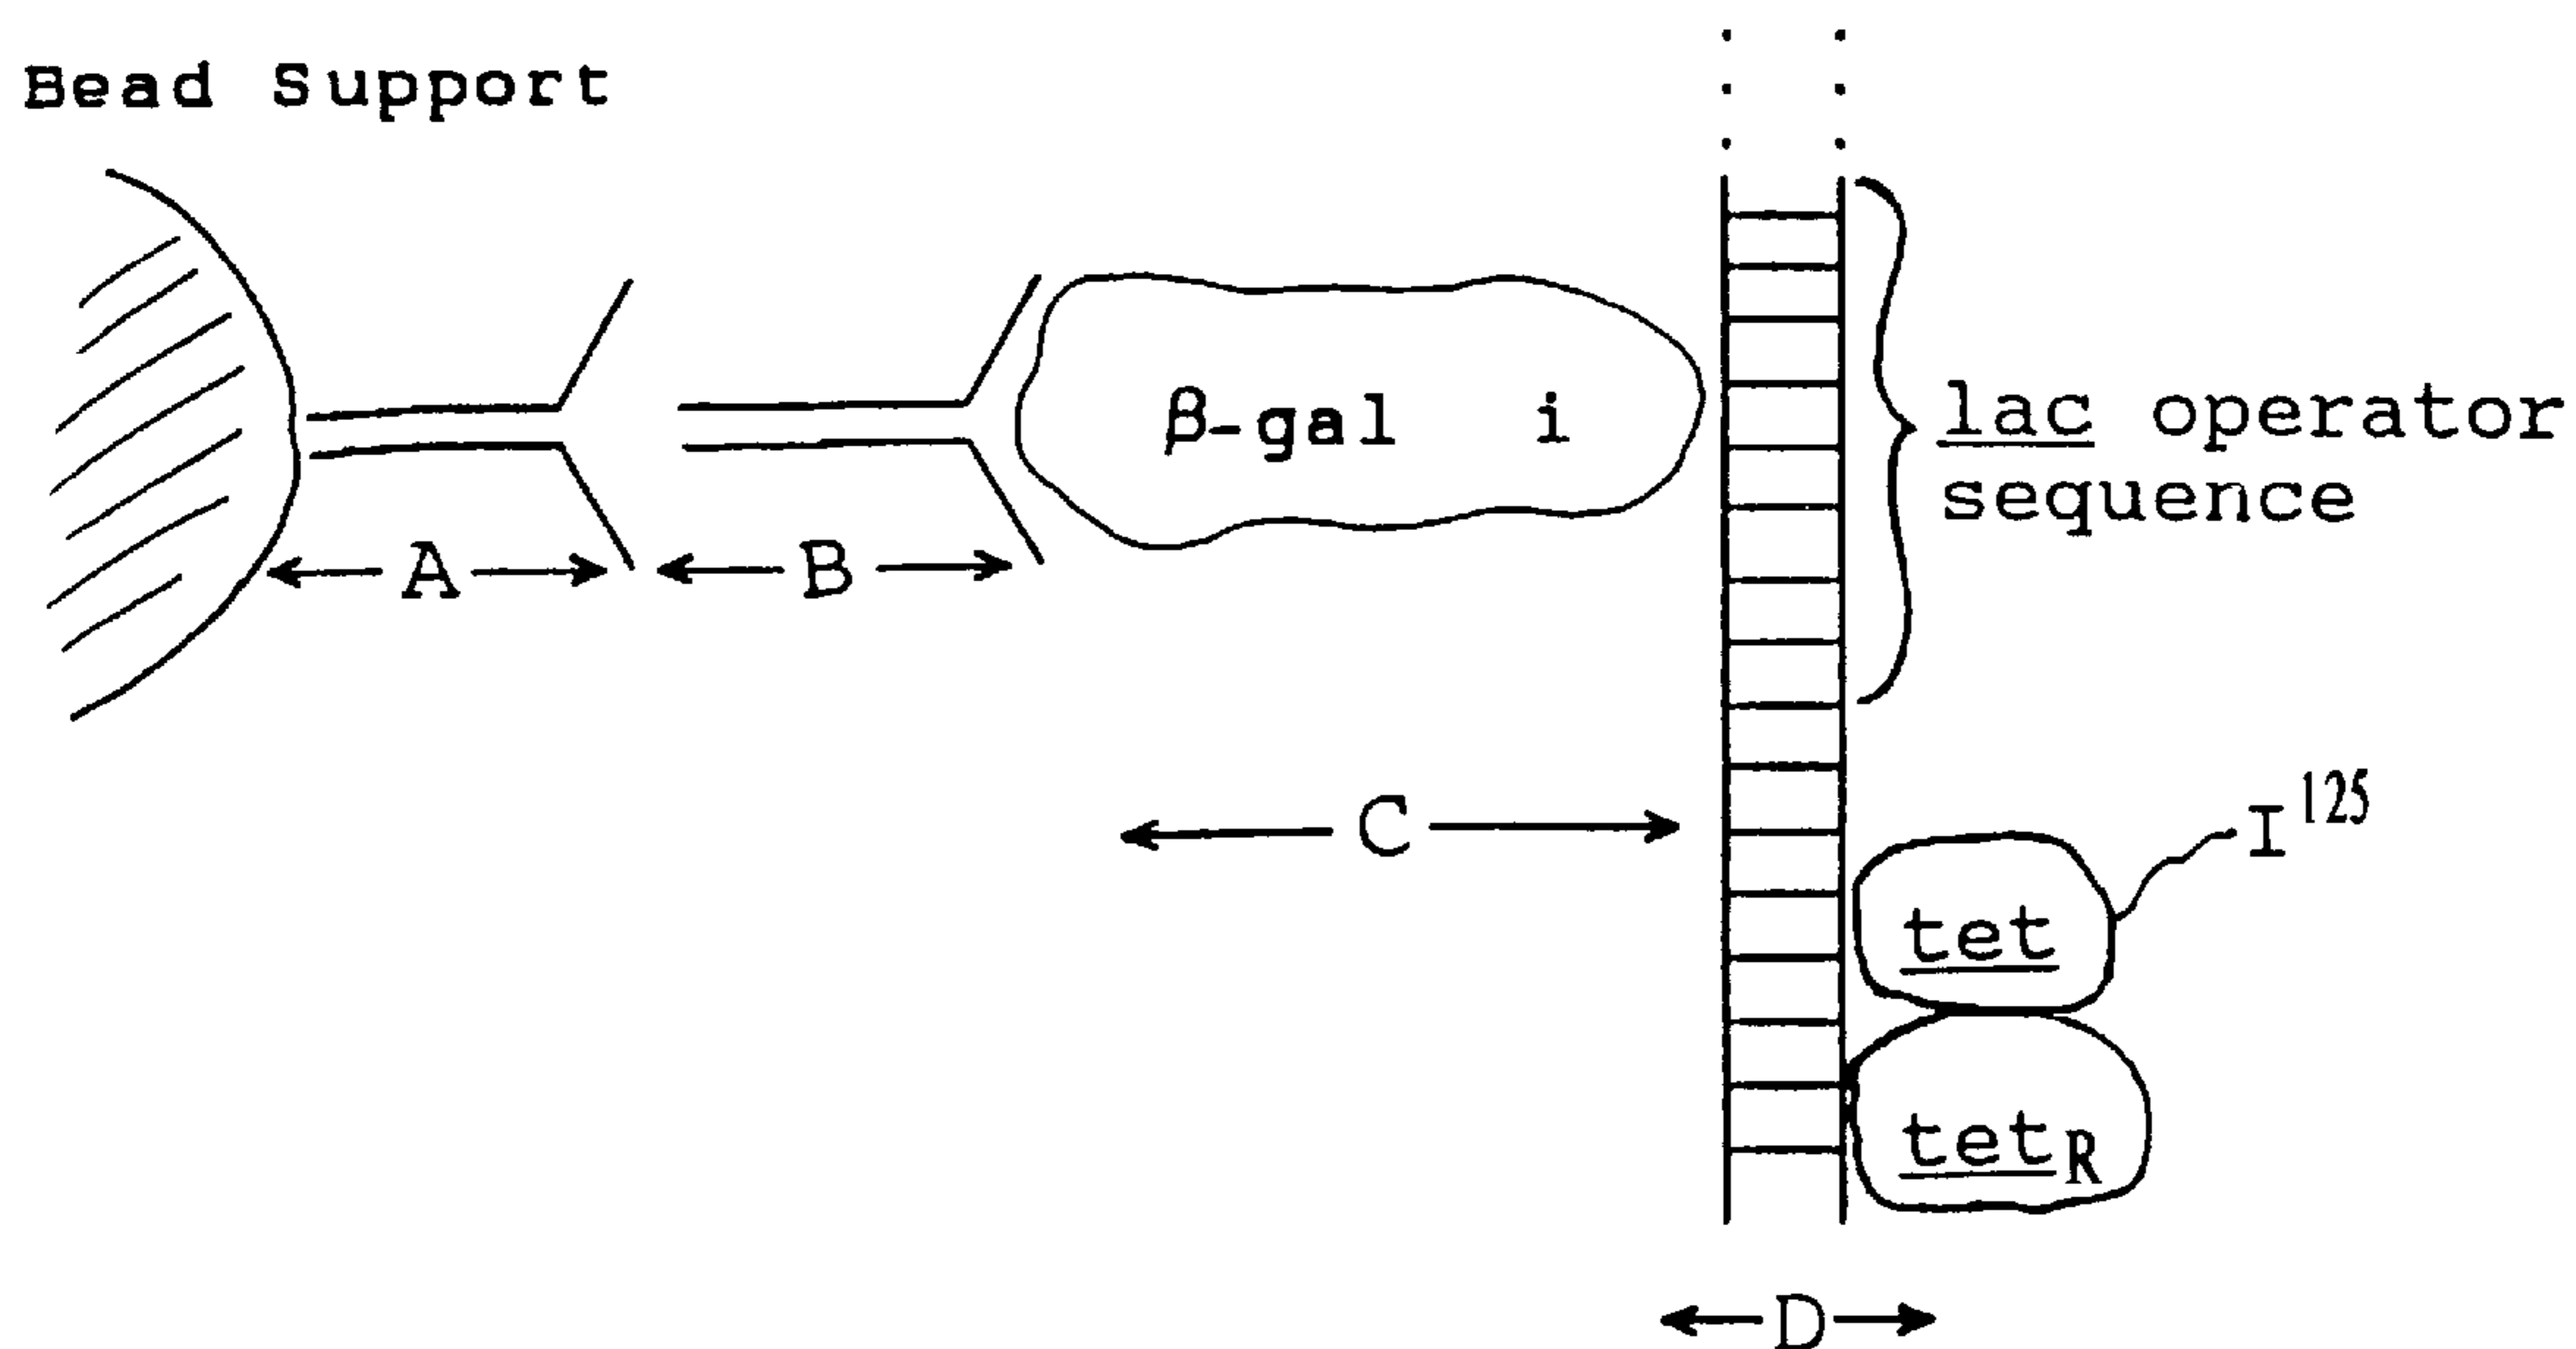 Bead Support
β-gal i
lac operator
sequence
A
B
C
I¹²⁵
tet
tetR
D